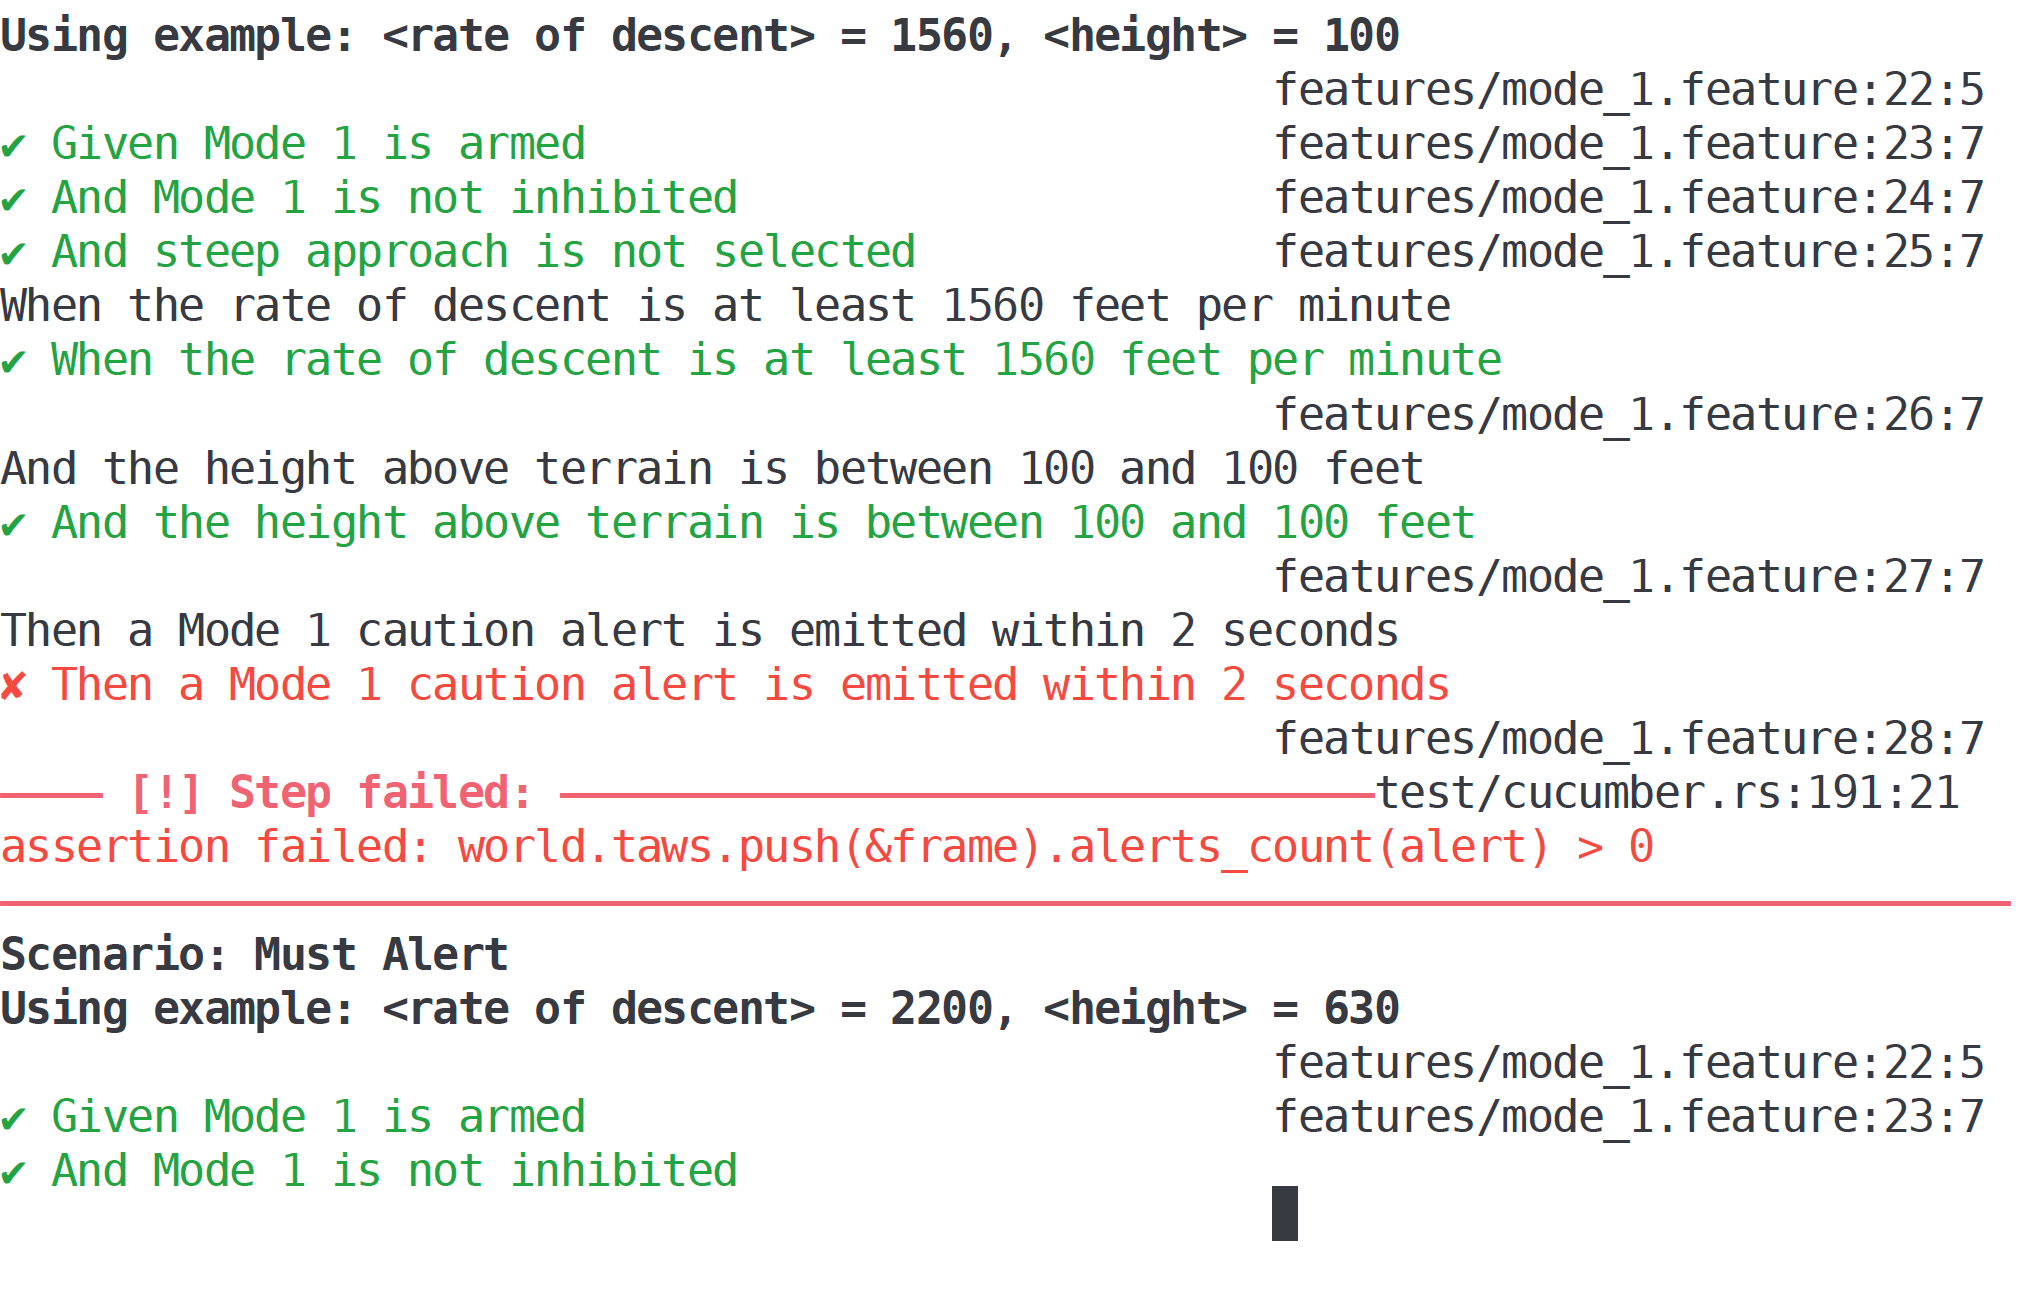 Using example: <rate of descent> = 1560, <height> = 100
features/mode_1.feature:22:5
✔ Given Mode 1 is armed features/mode_1.feature:23:7
✔ And Mode 1 is not inhibited features/mode_1.feature:24:7
✔ And steep approach is not selected features/mode_1.feature:25:7
When the rate of descent is at least 1560 feet per minute
✔ When the rate of descent is at least 1560 feet per minute
features/mode_1.feature:26:7
And the height above terrain is between 100 and 100 feet
✔ And the height above terrain is between 100 and 100 feet
features/mode_1.feature:27:7
Then a Mode 1 caution alert is emitted within 2 seconds
✘ Then a Mode 1 caution alert is emitted within 2 seconds
features/mode_1.feature:28:7
———— [!] Step failed: ————————————————————————————————test/cucumber.rs:191:21
assertion failed: world.taws.push(&frame).alerts_count(alert) > 0
Scenario: Must Alert
Using example: <rate of descent> = 2200, <height> = 630
features/mode_1.feature:22:5
✔ Given Mode 1 is armed features/mode_1.feature:23:7
✔ And Mode 1 is not inhibited